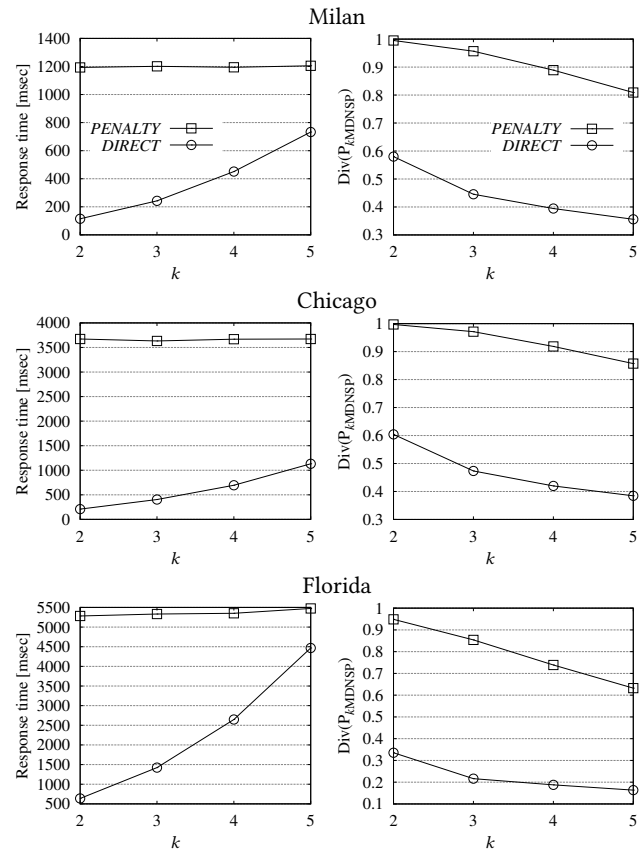 Milan
Response time [msec]
1400
1200
1000
800
600
400
200
0
PENALTY
DIRECT
2 3 4 5
k
Div(PkMDNSP)
1
0.9
0.8
0.7
0.6
0.5
0.4
0.3
PENALTY
DIRECT
2 3 4 5
k
Chicago
Response time [msec]
4000
3500
3000
2500
2000
1500
1000
500
0
2 3 4 5
k
Div(PkMDNSP)
1
0.9
0.8
0.7
0.6
0.5
0.4
0.3
2 3 4 5
k
Florida
Response time [msec]
5500
5000
4500
4000
3500
3000
2500
2000
1500
1000
500
2 3 4 5
k
Div(PkMDNSP)
1
0.9
0.8
0.7
0.6
0.5
0.4
0.3
0.2
0.1
2 3 4 5
k